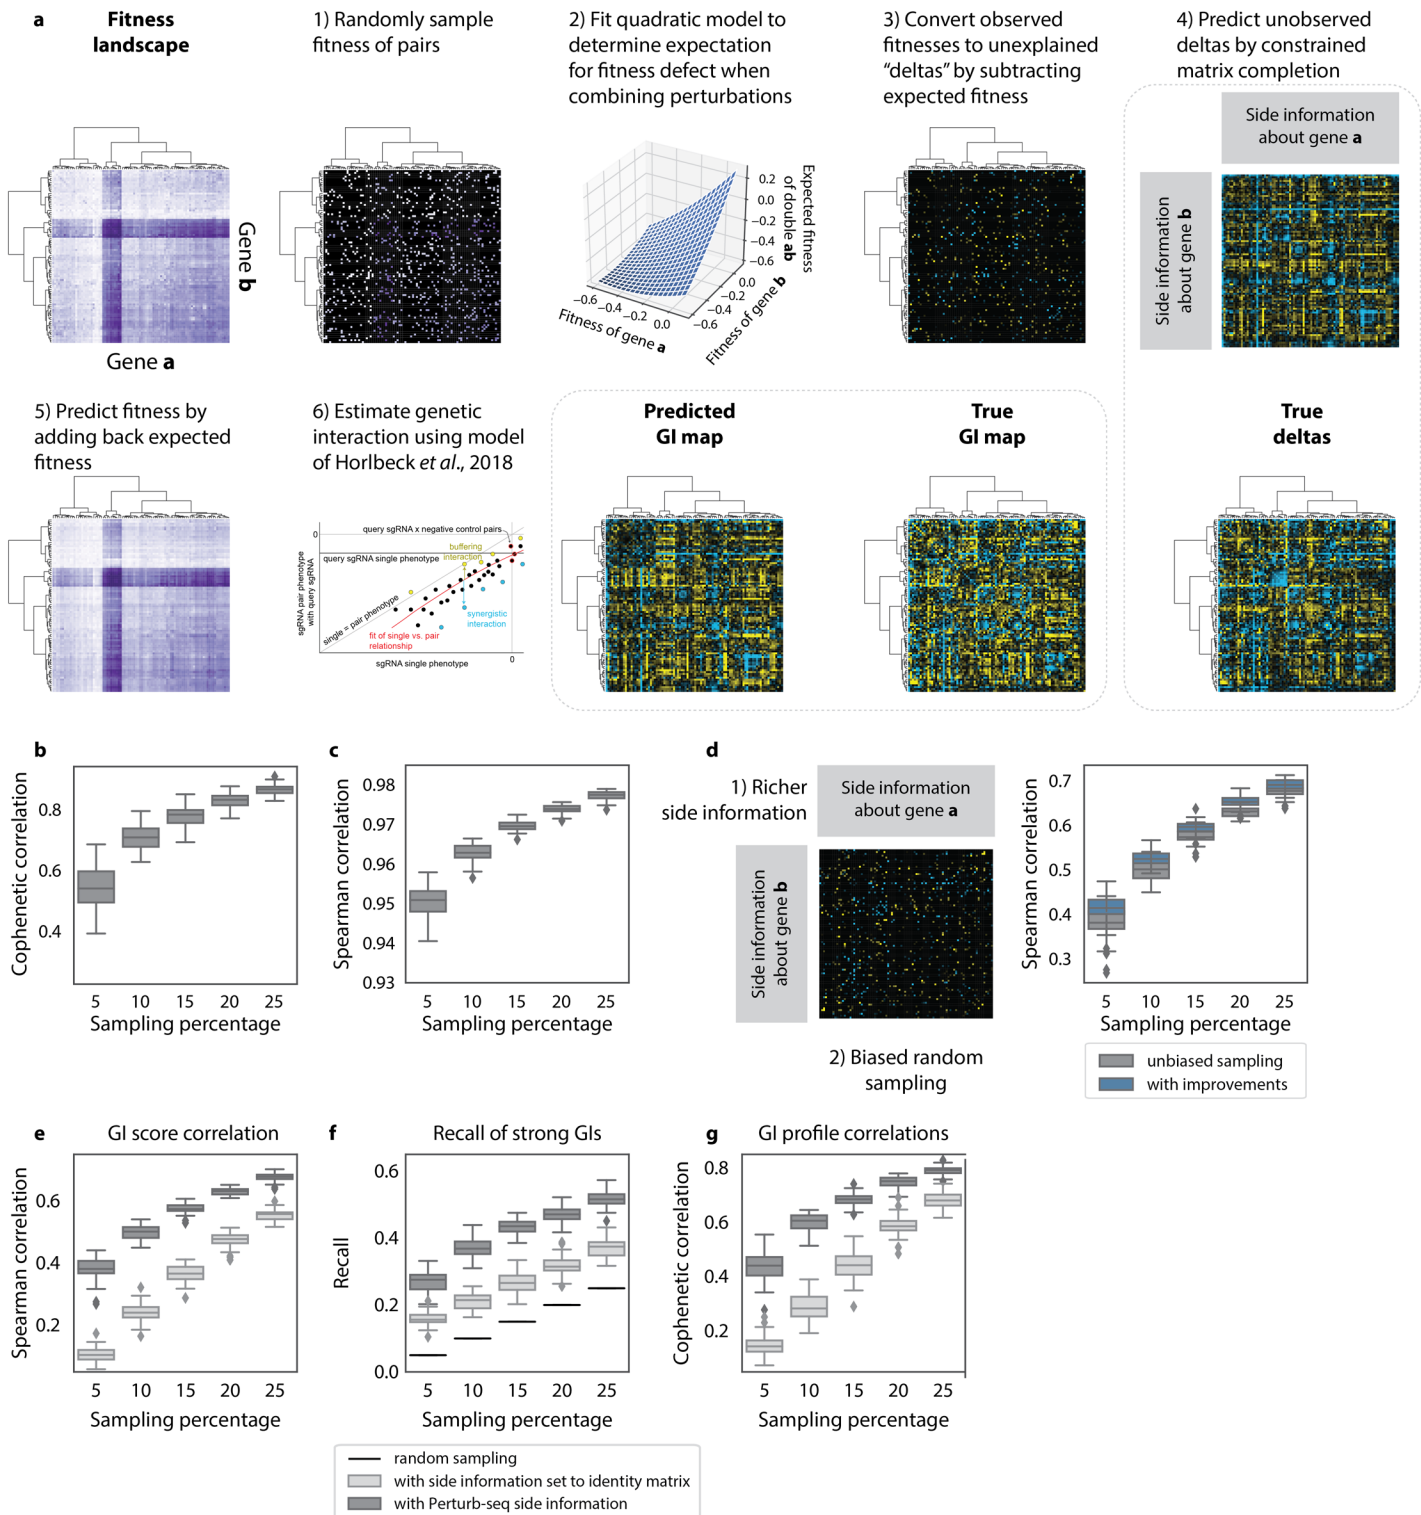 a
Fitness
landscape
1) Randomly sample
fitness of pairs
2) Fit quadratic model to
determine expectation
for fitness defect when
combining perturbations
3) Convert observed
fitnesses to unexplained
“deltas” by subtracting
expected fitness
4) Predict unobserved
deltas by constrained
matrix completion
Gene b
Gene a
0.2
0.0
−0.2
−0.4
−0.6
Expected fitness
of double ab
0.0
−0.2
−0.4
−0.6
Fitness of gene b
−0.6
−0.4
−0.2
0.0
Fitness of gene a
Side information
about gene a
Side information
about gene b
5) Predict fitness by
adding back expected
fitness
6) Estimate genetic
interaction using model
of Horlbeck et al., 2018
0
query sgRNA x negative control pairs
query sgRNA single phenotype
buffering
interaction
single = pair phenotype
synergistic
interaction
fit of single vs. pair
relationship
sgRNA pair phenotype
with query sgRNA
0
sgRNA single phenotype
Predicted
GI map
True
GI map
True
deltas
b
Cophenetic correlation
0.8
0.6
0.4
5 10 15 20 25
Sampling percentage
c
Spearman correlation
0.98
0.97
0.96
0.95
0.94
0.93
5 10 15 20 25
Sampling percentage
d
1) Richer
side information
Side information
about gene a
Side information
about gene b
2) Biased random
sampling
Spearman correlation
0.7
0.6
0.5
0.4
0.3
5 10 15 20 25
Sampling percentage
unbiased sampling
with improvements
e
GI score correlation
Spearman correlation
0.6
0.4
0.2
5 10 15 20 25
Sampling percentage
f
Recall of strong GIs
Recall
0.6
0.4
0.2
0.0
5 10 15 20 25
Sampling percentage
random sampling
with side information set to identity matrix
with Perturb-seq side information
g
GI profile correlations
Cophenetic correlation
0.8
0.6
0.4
0.2
5 10 15 20 25
Sampling percentage